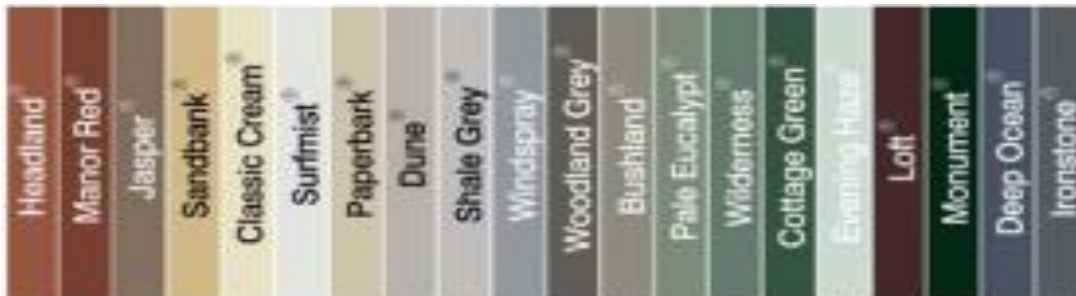 Headland®
Manor Red®
Jasper®
Sandbank®
Classic Cream®
Surfmist®
Paperbark®
Dune®
Shale Grey®
Windspray®
Woodland Grey®
Bushland®
Pale Eucalypt®
Wilderness®
Cottage Green®
Evening Haze®
Loft®
Monument®
Deep Ocean®
Ironstone®